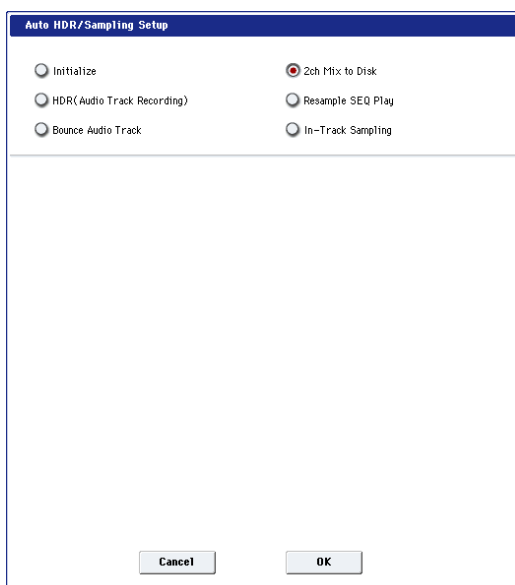 Auto HDR/Sampling Setup
Initialize
2ch Mix to Disk
HDR(Audio Track Recording)
Resample SEQ Play
Bounce Audio Track
In-Track Sampling
Cancel
OK